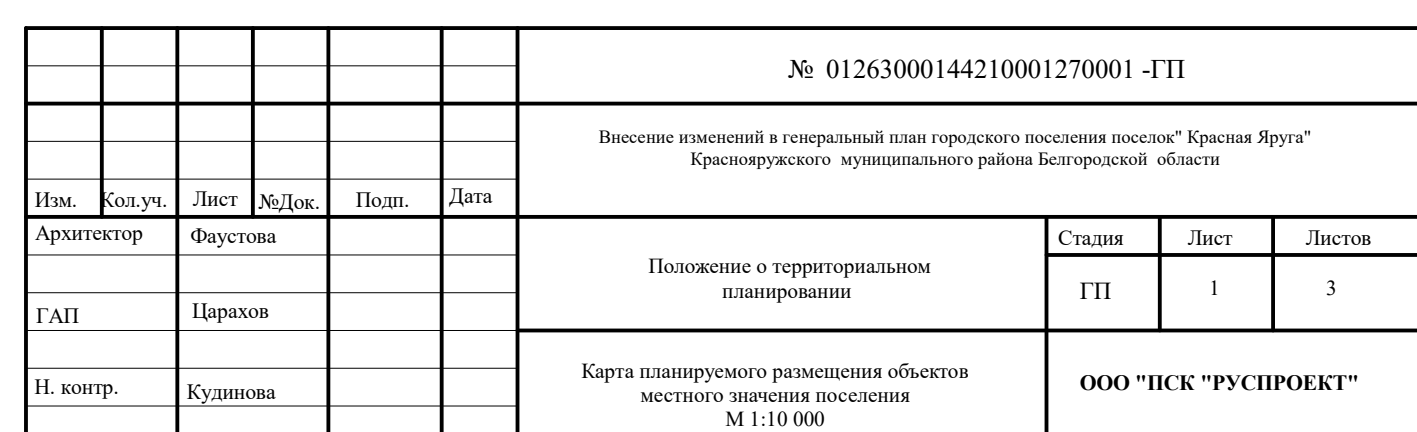 № 01263000144210001270001 -ГП
Внесение изменений в генеральный план городского поселения поселок" Красная Яруга"
Краснояружского муниципального района Белгородской области
Изм. Кол.уч. Лист №Док. Подп. Дата
Архитектор Фаустова
ГАП Царахов
Н. контр. Кудинова
Положение о территориальном
планировании
Стадия Лист Листов
ГП 1 3
Карта планируемого размещения объектов
местного значения поселения
М 1:10 000
ООО "ПСК "РУСПРОЕКТ"